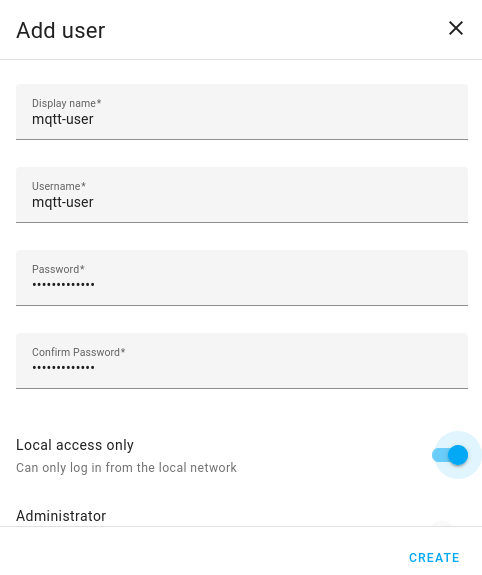 Add user
Display name*
mqtt-user
Username*
mqtt-user
Password*
•••••••••••••
Confirm Password*
•••••••••••••
Local access only
Can only log in from the local network
Administrator
CREATE